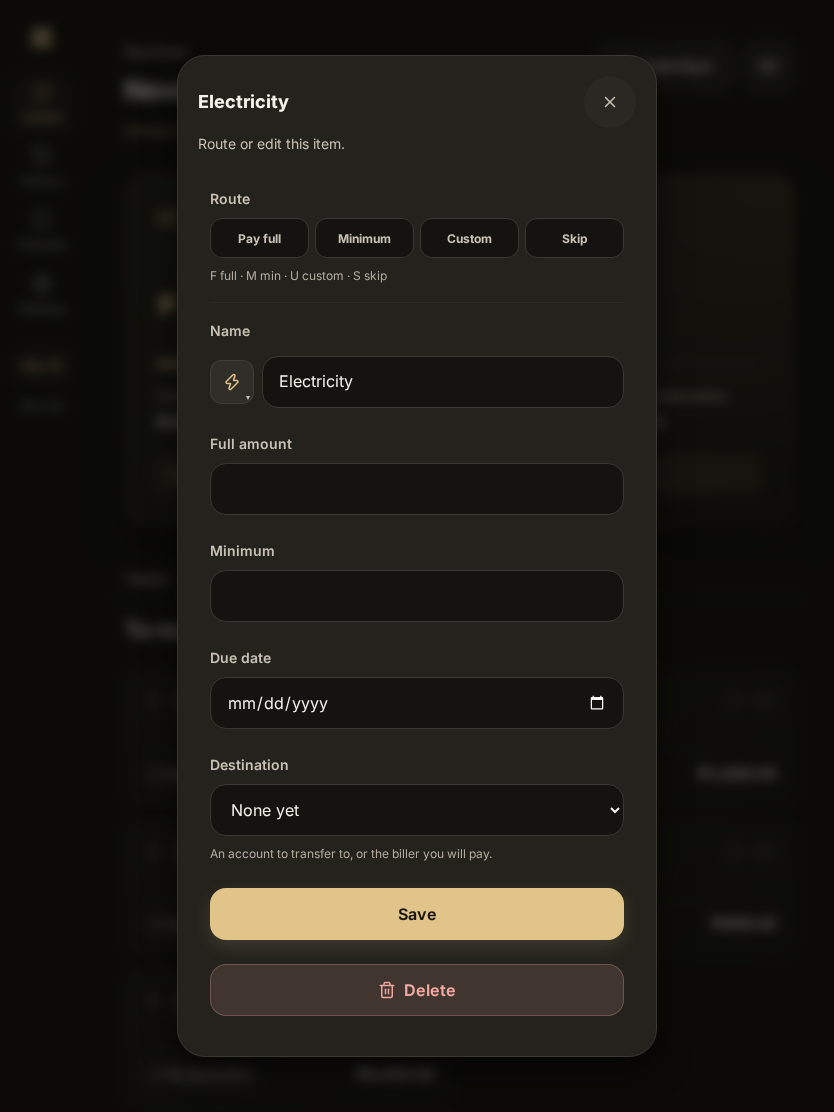 Electricity
Route or edit this item.
Route
Pay full
Minimum
Custom
Skip
F full · M min · U custom · S skip
Name
Electricity
Full amount
Minimum
Due date
mm/dd/yyyy
Destination
None yet
An account to transfer to, or the biller you will pay.
Save
Delete